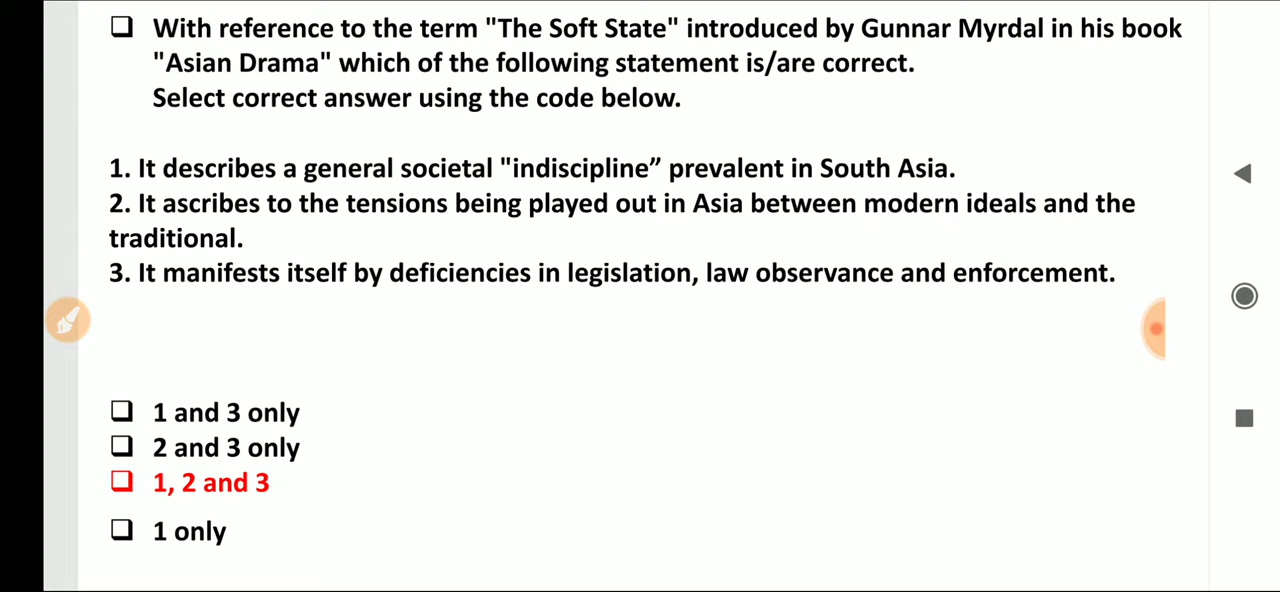 With reference to the term "The Soft State" introduced by Gunnar Myrdal in his book
"Asian Drama" which of the following statement is/are correct.
Select correct answer using the code below.
1. It describes a general societal "indiscipline” prevalent in South Asia.
2. It ascribes to the tensions being played out in Asia between modern ideals and the
traditional.
3. It manifests itself by deficiencies in legislation, law observance and enforcement.
1 and 3 only
2 and 3 only
1, 2 and 3
1 only